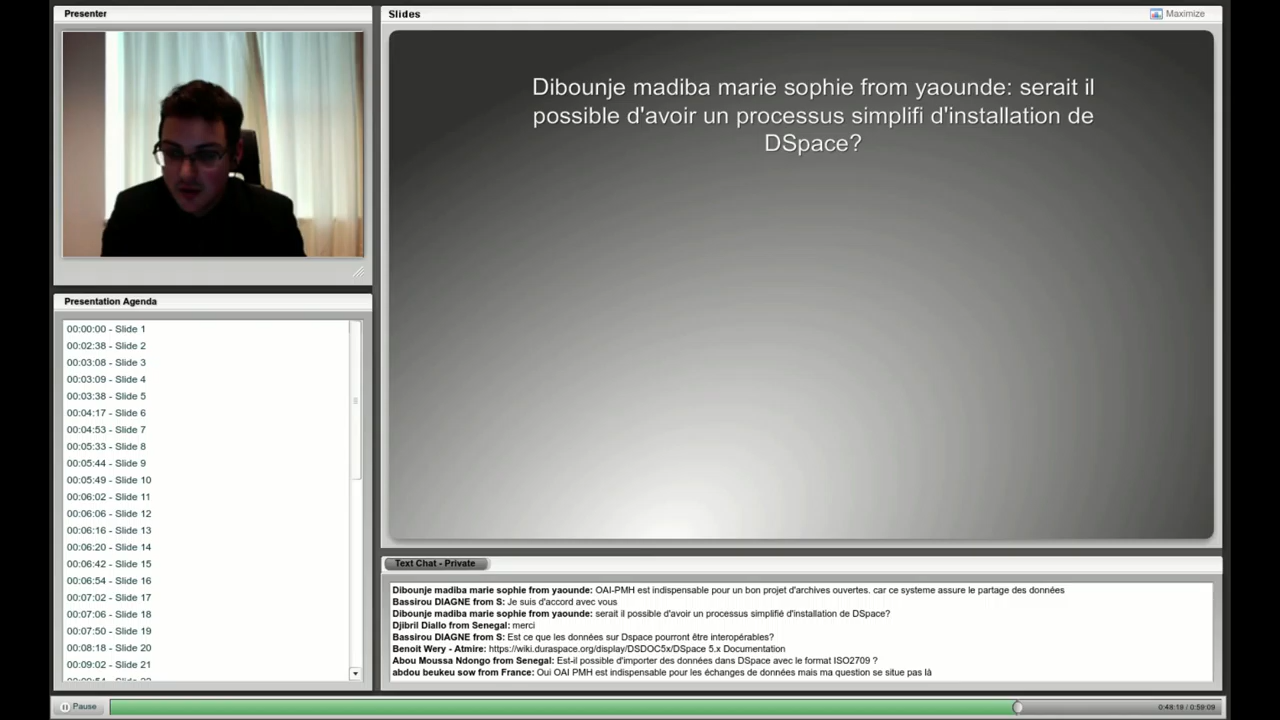 Presenter
Slides
Maximize
Dibounje madiba marie sophie from yaounde: serait il
possible d'avoir un processus simplifi d'installation de
DSpace?
Presentation Agenda
00:00:00 - Slide 1
00:02:38 - Slide 2
00:03:08 - Slide 3
00:03:09 - Slide 4
00:03:38 - Slide 5
00:04:17 - Slide 6
00:04:53 - Slide 7
00:05:33 - Slide 8
00:05:44 - Slide 9
00:05:49 - Slide 10
00:06:02 - Slide 11
00:06:06 - Slide 12
00:06:16 - Slide 13
00:06:20 - Slide 14
00:06:42 - Slide 15
00:06:54 - Slide 16
00:07:02 - Slide 17
00:07:06 - Slide 18
00:07:50 - Slide 19
00:08:18 - Slide 20
00:09:02 - Slide 21
Text Chat - Private
Dibounje madiba marie sophie from yaounde: OAI-PMH est indispensable pour un bon projet d'archives ouvertes. car ce systeme assure le partage des données
Bassirou DIAGNE from S: Je suis d'accord avec vous
Dibounje madiba marie sophie from yaounde: serait il possible d'avoir un processus simplifié d'installation de DSpace?
Djibril Diallo from Senegal: merci
Bassirou DIAGNE from S: Est ce que les données sur Dspace pourront être interopérables?
Benoit Wery - Atmire: https://wiki.duraspace.org/display/DSDOC5x/DSpace 5.x Documentation
Abou Moussa Ndongo from Senegal: Est-il possible d'importer des données dans DSpace avec le format ISO2709 ?
abdou beukeu sow from France: Oui OAI PMH est indispensable pour les échanges de données mais ma question se situe pas là
Pause
0:48:19 / 0:59:09